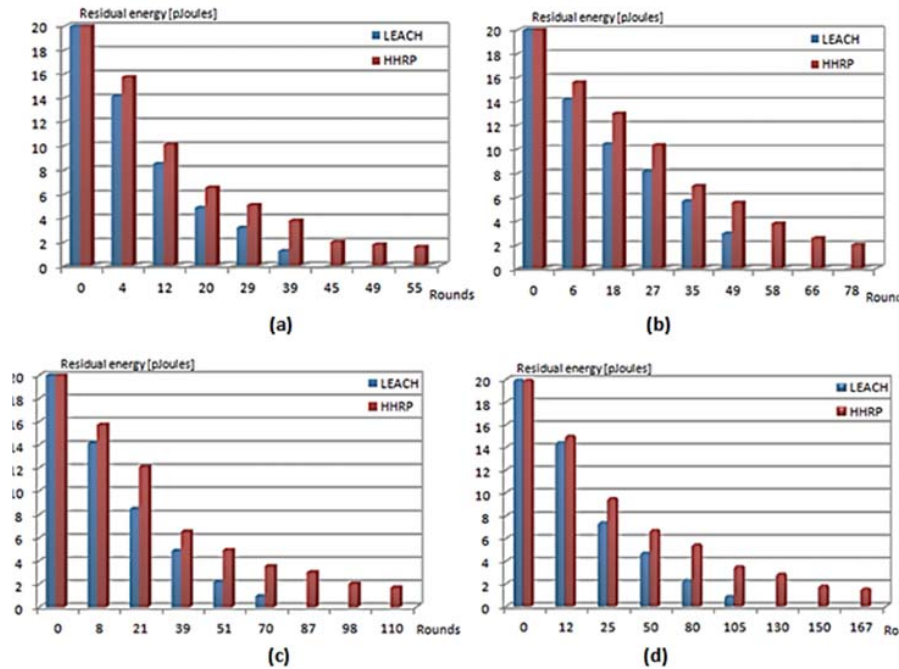 Residual energy [pJoules]
20
18
16
14
12
10
8
6
4
2
0
LEACH
HHRP
0 4 12 20 29 39 45 49 55 Rounds
(a)
Residual energy [pJoules]
20
18
16
14
12
10
8
6
4
2
0
LEACH
HHRP
0 6 18 27 35 49 58 66 78 Round
(b)
Residual energy [pJoules]
20
18
16
14
12
10
8
6
4
2
0
LEACH
HHRP
0 8 21 39 51 70 87 98 110 Rounds
(c)
Residual energy [pJoules]
20
18
16
14
12
10
8
6
4
2
0
LEACH
HHRP
0 12 25 50 80 105 130 150 167 Roun
(d)